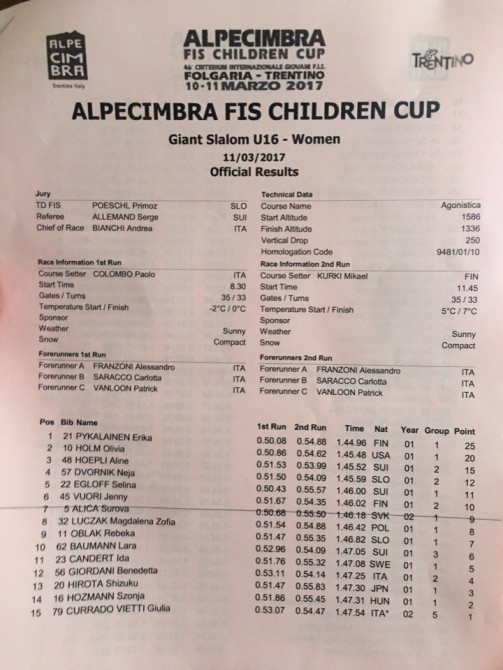 ALPE
CIM
BRA
Trentino Italy
ALPECIMBRA
FIS CHILDREN CUP
46° CRITERIUM INTERNAZIONALE GIOVANI F.I.S.
FOLGARIA - TRENTINO
10-11 MARZO 2017
TRENTINO
ALPECIMBRA FIS CHILDREN CUP
Giant Slalom U16 - Women
11/03/2017
Official Results
Jury Technical Data
TD FIS POESCHL Primoz SLO Course Name Agonistica
Referee ALLEMAND Serge SUI Start Altitude 1586
Chief of Race BIANCHI Andrea ITA Finish Altitude 1336
Vertical Drop 250
Homologation Code 9481/01/10
Race Information 1st Run Race Information 2nd Run
Course Setter COLOMBO Paolo ITA Course Setter KURKI Mikael FIN
Start Time 8.30 Start Time 11.45
Gates / Turns 35 / 33 Gates / Turns 35 / 33
Temperature Start / Finish -2°C / 0°C Temperature Start / Finish 5°C / 7°C
Sponsor Sponsor
Weather Sunny Weather Sunny
Snow Compact Snow Compact
Forerunners 1st Run Forerunners 2nd Run
Forerunner A FRANZONI Alessandro ITA Forerunner A FRANZONI Alessandro ITA
Forerunner B SARACCO Carlotta ITA Forerunner B SARACCO Carlotta ITA
Forerunner C VANLOON Patrick ITA Forerunner C VANLOON Patrick ITA
Pos Bib Name 1st Run 2nd Run Time Nat Year Group Point
1 21 PYKALAINEN Erika 0.50.08 0.54.88 1.44.96 FIN 01 1 25
2 10 HOLM Olivia 0.50.86 0.54.62 1.45.48 USA 01 1 20
3 48 HOEPLI Aline 0.51.53 0.53.99 1.45.52 SUI 01 2 15
4 57 DVORNIK Neja 0.51.50 0.54.09 1.45.59 SLO 01 2 12
5 22 EGLOFF Selina 0.50.43 0.55.57 1.46.00 SUI 01 1 11
6 45 VUORI Jenny 0.51.67 0.54.35 1.46.02 FIN 01 2 10
7 5 ALICA Surova 0.50.68 0.55.50 1.46.18 SVK 02 1 9
8 32 LUCZAK Magdalena Zofia 0.51.54 0.54.88 1.46.42 POL 01 1 8
9 11 OBLAK Rebeka 0.51.47 0.55.35 1.46.82 SLO 01 1 7
10 62 BAUMANN Lara 0.52.96 0.54.09 1.47.05 SUI 01 3 6
11 23 CANDERT Ida 0.51.76 0.55.32 1.47.08 SWE 01 1 5
12 56 GIORDANI Benedetta 0.53.11 0.54.14 1.47.25 ITA 01 2 4
13 20 HIROTA Shizuku 0.51.47 0.55.83 1.47.30 JPN 01 1 3
14 16 HOZMANN Szonja 0.51.86 0.55.45 1.47.31 HUN 01 1 2
15 79 CURRADO VIETTI Giulia 0.53.07 0.54.47 1.47.54 ITA* 02 5 1